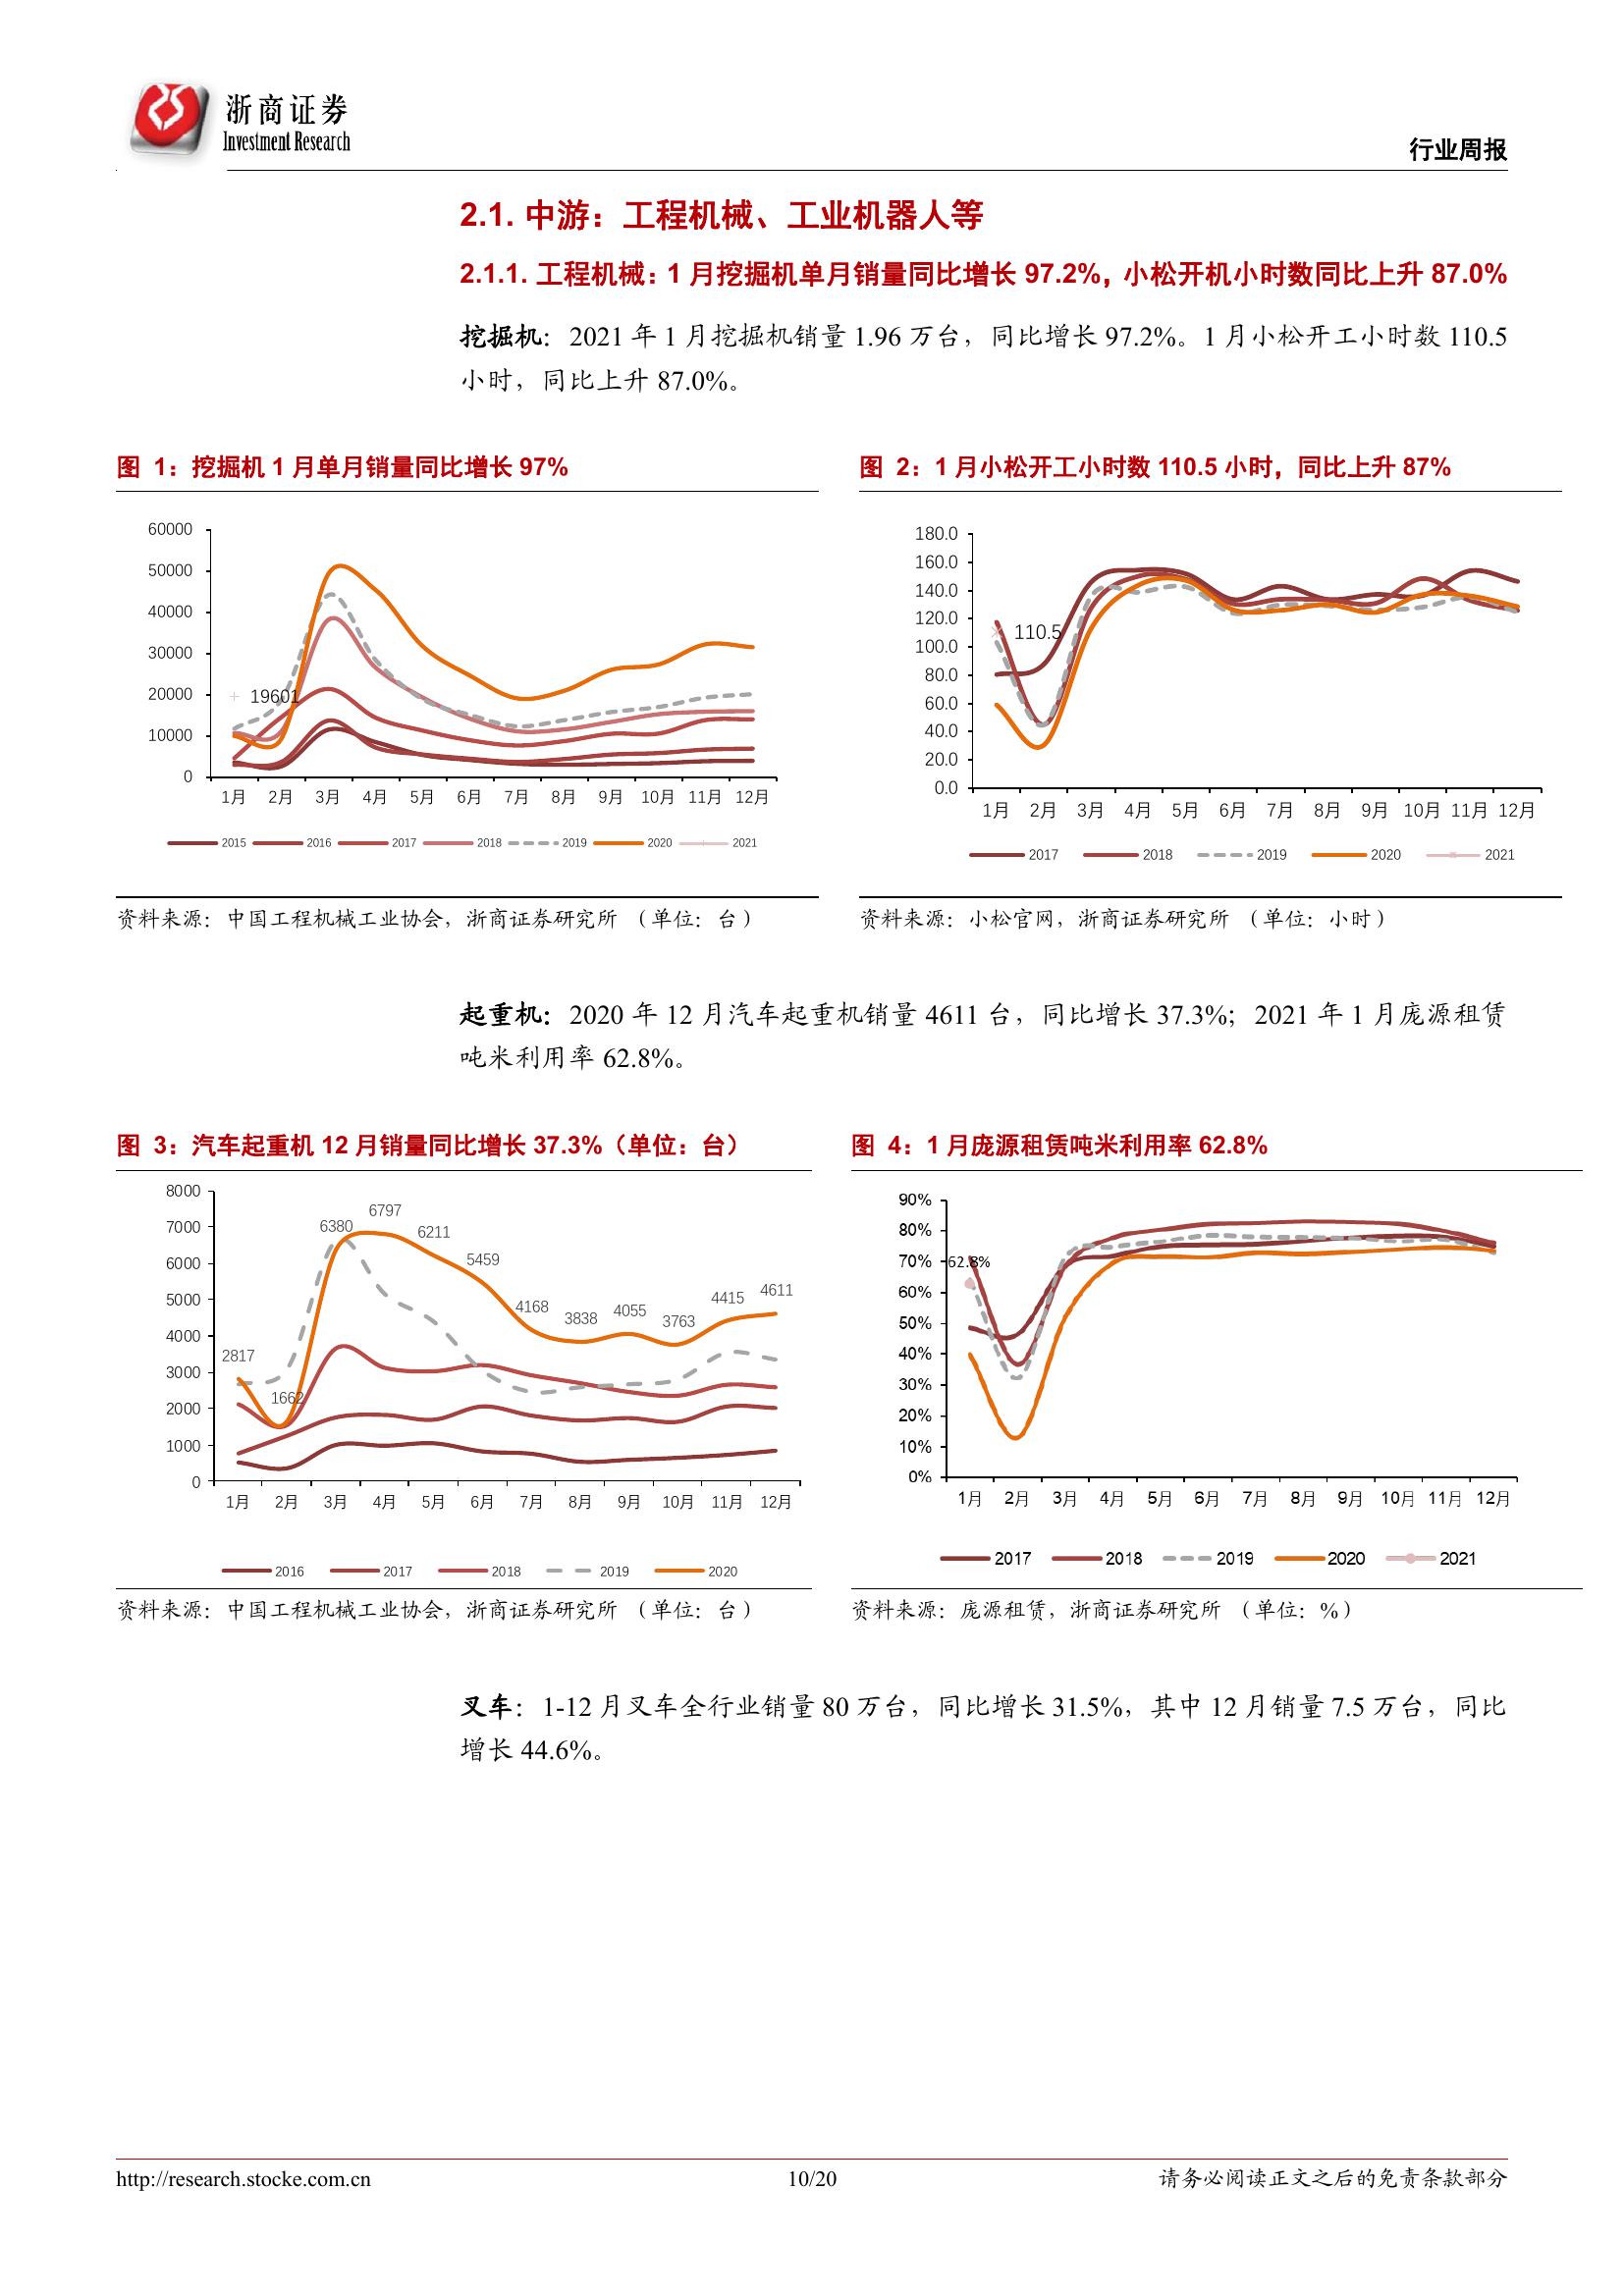 浙商证券
Investment Research
行业周报
2.1. 中游：工程机械、工业机器人等
2.1.1. 工程机械：1 月挖掘机单月销量同比增长 97.2%，小松开机小时数同比上升 87.0%
挖掘机：2021 年 1 月挖掘机销量 1.96 万台，同比增长 97.2%。1 月小松开工小时数 110.5
小时，同比上升 87.0%。
图 1：挖掘机 1 月单月销量同比增长 97%
60000
50000
40000
30000
20000
10000
0
19601
1月 2月 3月 4月 5月 6月 7月 8月 9月 10月 11月 12月
2015 2016 2017 2018 2019 2020 2021
资料来源：中国工程机械工业协会，浙商证券研究所 （单位：台）
图 2：1 月小松开工小时数 110.5 小时，同比上升 87%
180.0
160.0
140.0
120.0
100.0
80.0
60.0
40.0
20.0
0.0
110.5
1月 2月 3月 4月 5月 6月 7月 8月 9月 10月 11月 12月
2017 2018 2019 2020 2021
资料来源：小松官网，浙商证券研究所 （单位：小时）
起重机：2020 年 12 月汽车起重机销量 4611 台，同比增长 37.3%；2021 年 1 月庞源租赁
吨米利用率 62.8%。
图 3：汽车起重机 12 月销量同比增长 37.3%（单位：台）
8000
7000
6000
5000
4000
3000
2000
1000
0
2817 1662 6380 6797 6211 5459 4168 3838 4055 3763 4415 4611
1月 2月 3月 4月 5月 6月 7月 8月 9月 10月 11月 12月
2016 2017 2018 2019 2020
资料来源：中国工程机械工业协会，浙商证券研究所 （单位：台）
图 4：1 月庞源租赁吨米利用率 62.8%
90%
80%
70%
60%
50%
40%
30%
20%
10%
0%
62.8%
1月 2月 3月 4月 5月 6月 7月 8月 9月 10月 11月 12月
2017 2018 2019 2020 2021
资料来源：庞源租赁，浙商证券研究所 （单位：%）
叉车：1-12 月叉车全行业销量 80 万台，同比增长 31.5%，其中 12 月销量 7.5 万台，同比
增长 44.6%。
http://research.stocke.com.cn
10/20
请务必阅读正文之后的免责条款部分